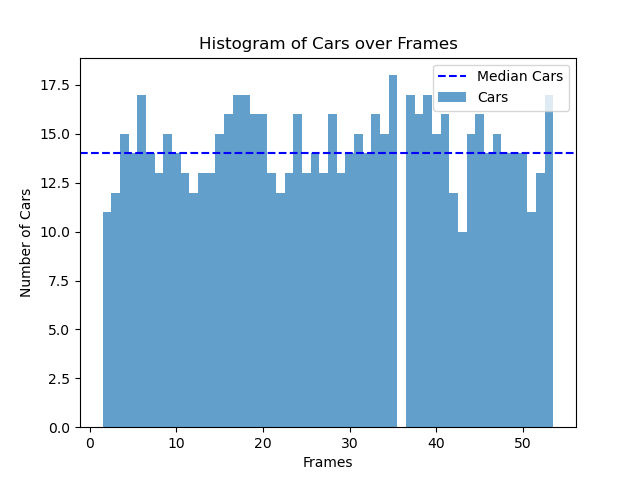 Histogram of Cars over Frames
Median Cars
Cars
Number of Cars
17.5
15.0
12.5
10.0
7.5
5.0
2.5
0.0
0 10 20 30 40 50
Frames